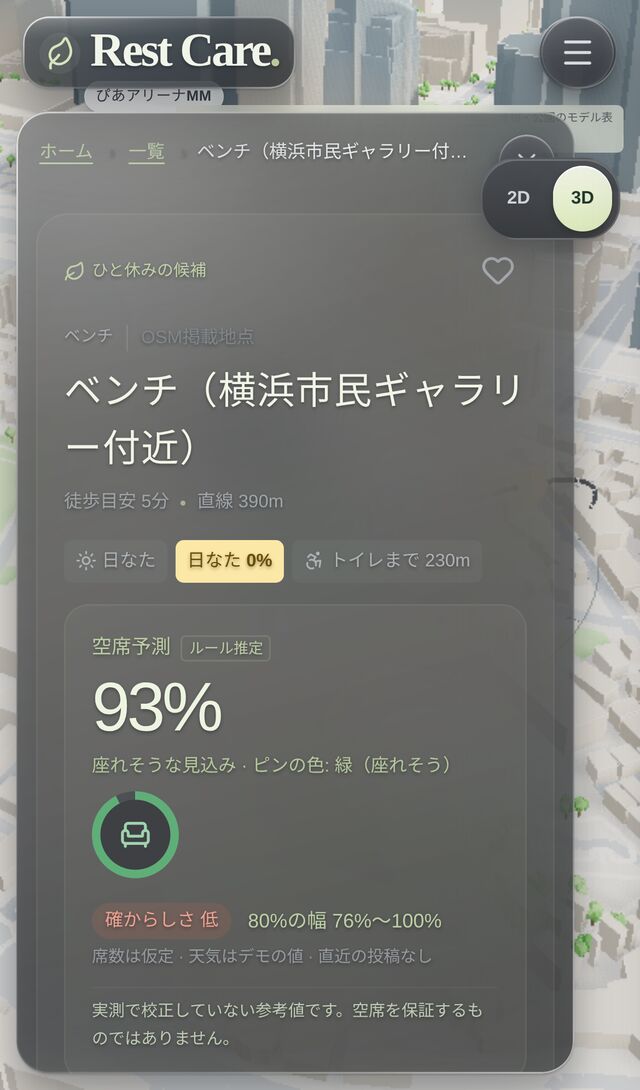 Rest Care.
ぴあアリーナMM
公園のモデル表
ホーム
一覧
ベンチ（横浜市民ギャラリー付…
2D
3D
ひと休みの候補
ベンチ
OSM掲載地点
ベンチ（横浜市民ギャラリ
ー付近）
徒歩目安 5分 • 直線 390m
日なた
日なた 0%
トイレまで 230m
空席予測
ルール推定
93%
座れそうな見込み · ピンの色: 緑（座れそう）
確からしさ 低
80%の幅 76%〜100%
席数は仮定 · 天気はデモの値 · 直近の投稿なし
実測で校正していない参考値です。空席を保証するも
のではありません。